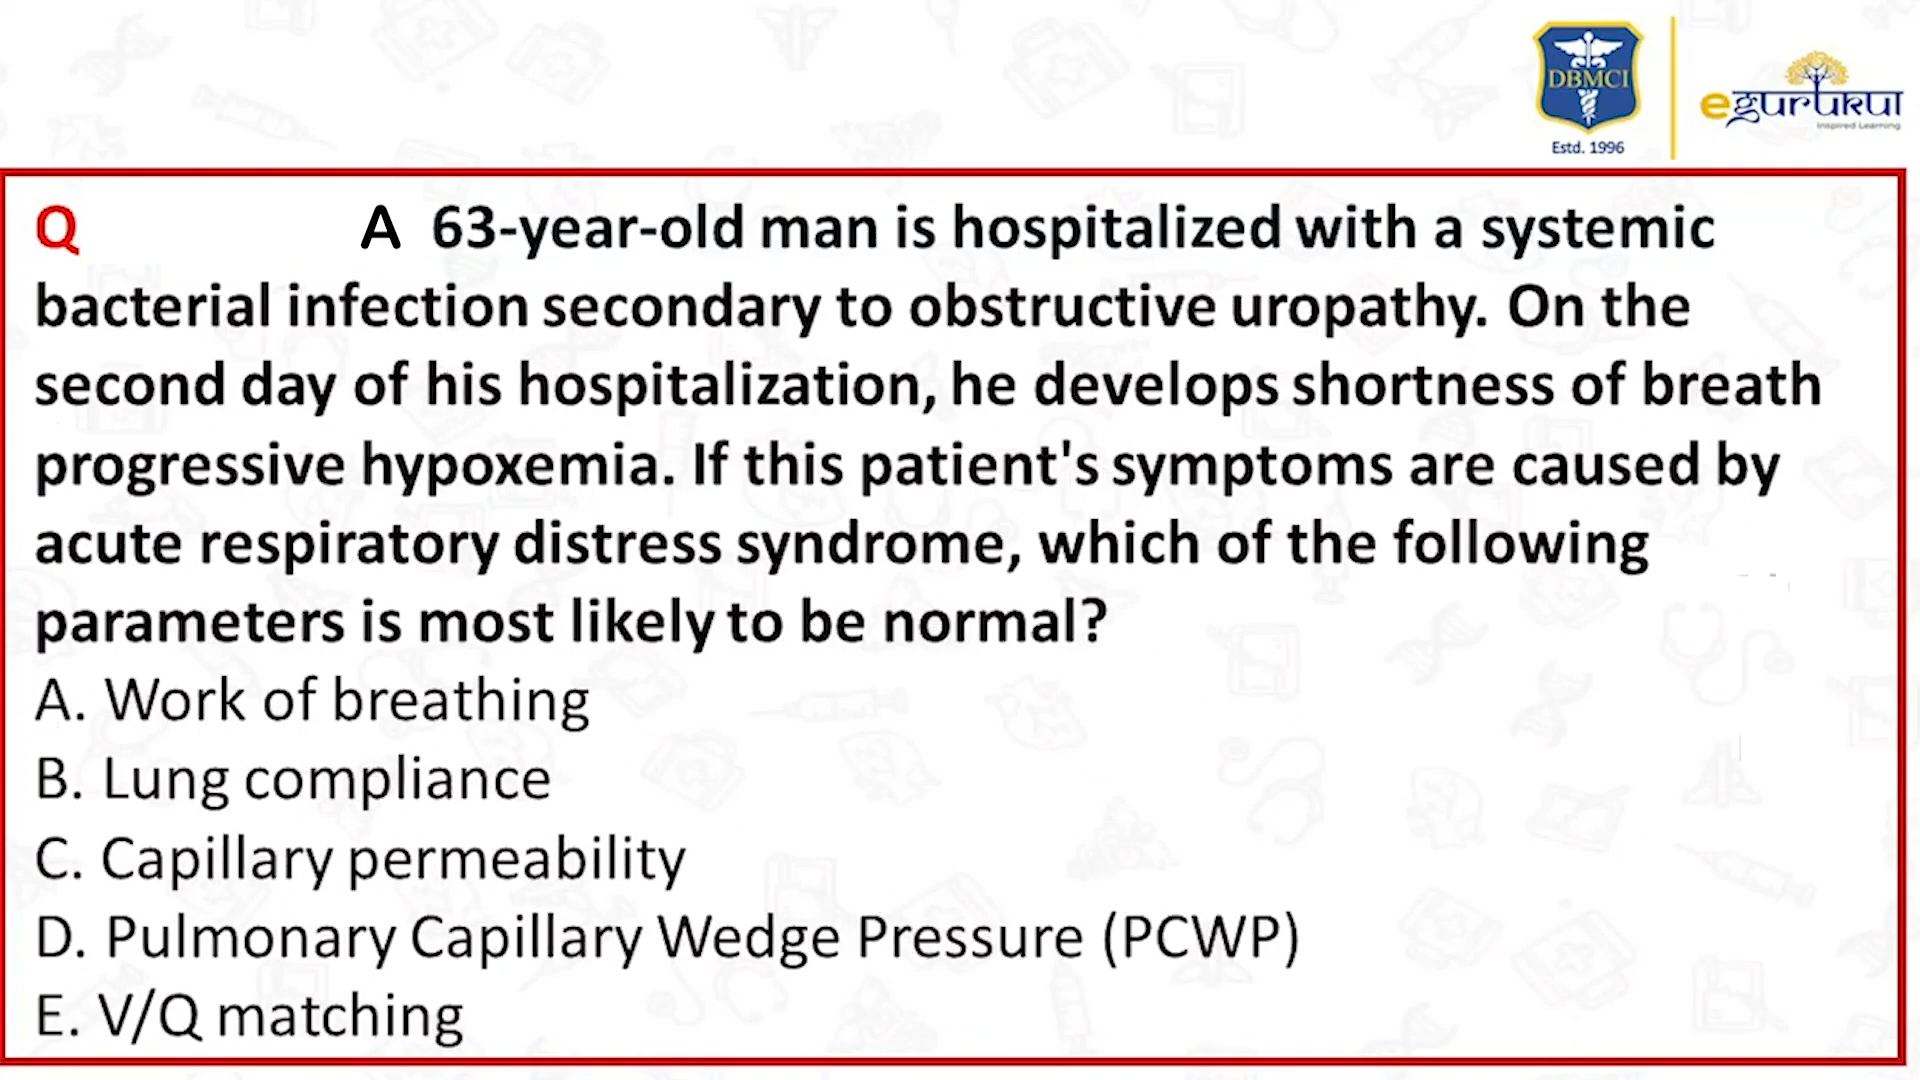 DBMCI
Estd. 1996
egurukul
Inspired Learning
Q A 63-year-old man is hospitalized with a systemic
bacterial infection secondary to obstructive uropathy. On the
second day of his hospitalization, he develops shortness of breath
progressive hypoxemia. If this patient's symptoms are caused by
acute respiratory distress syndrome, which of the following
parameters is most likely to be normal?
A. Work of breathing
B. Lung compliance
C. Capillary permeability
D. Pulmonary Capillary Wedge Pressure (PCWP)
E. V/Q matching